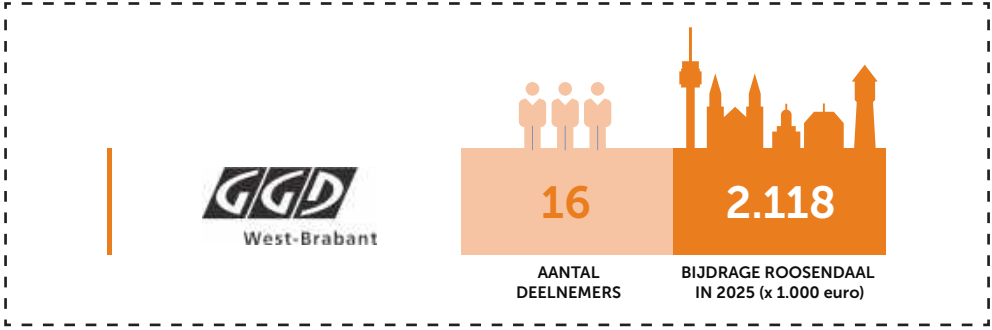 GGD
West-Brabant
16
2.118
AANTAL
DEELNEMERS
BIJDRAGE ROOSENDAAL
IN 2025 (x 1.000 euro)